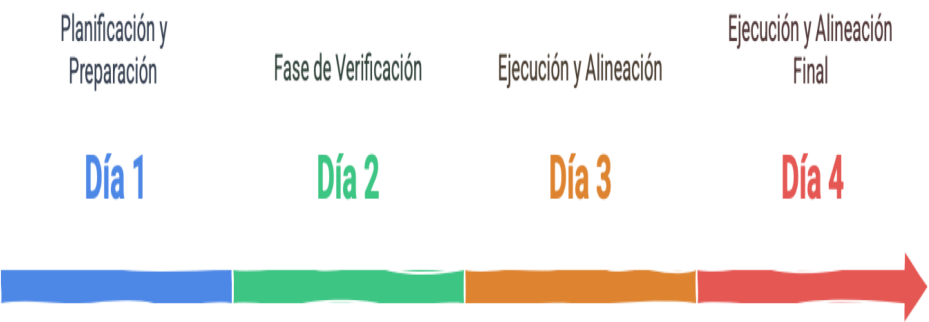 Planificación y
Preparación
Fase de Verificación
Ejecución y Alineación
Ejecución y Alineación
Final
Día 1
Día 2
Día 3
Día 4